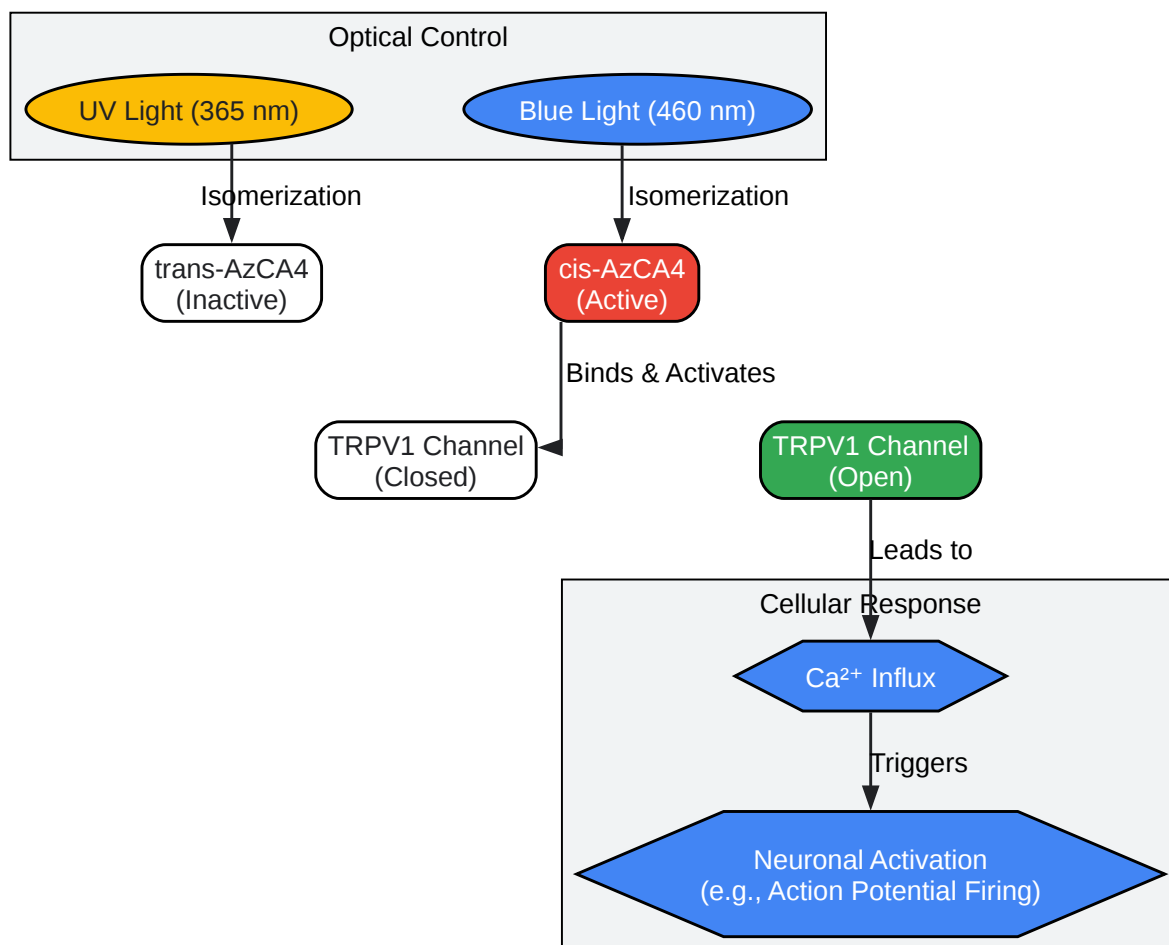 Optical Control
UV Light (365 nm)
Blue Light (460 nm)
Isomerization
Isomerization
trans-AzCA4
(Inactive)
cis-AzCA4
(Active)
Binds & Activates
TRPV1 Channel
(Closed)
TRPV1 Channel
(Open)
Leads to
Cellular Response
Ca²⁺ Influx
Triggers
Neuronal Activation
(e.g., Action Potential Firing)